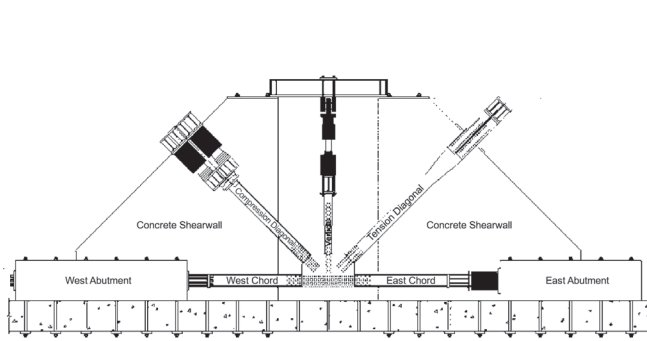 Compression Diagonal
Vertical
Tension Diagonal
Concrete Shearwall
Concrete Shearwall
West Abutment
West Chord
East Chord
East Abutment